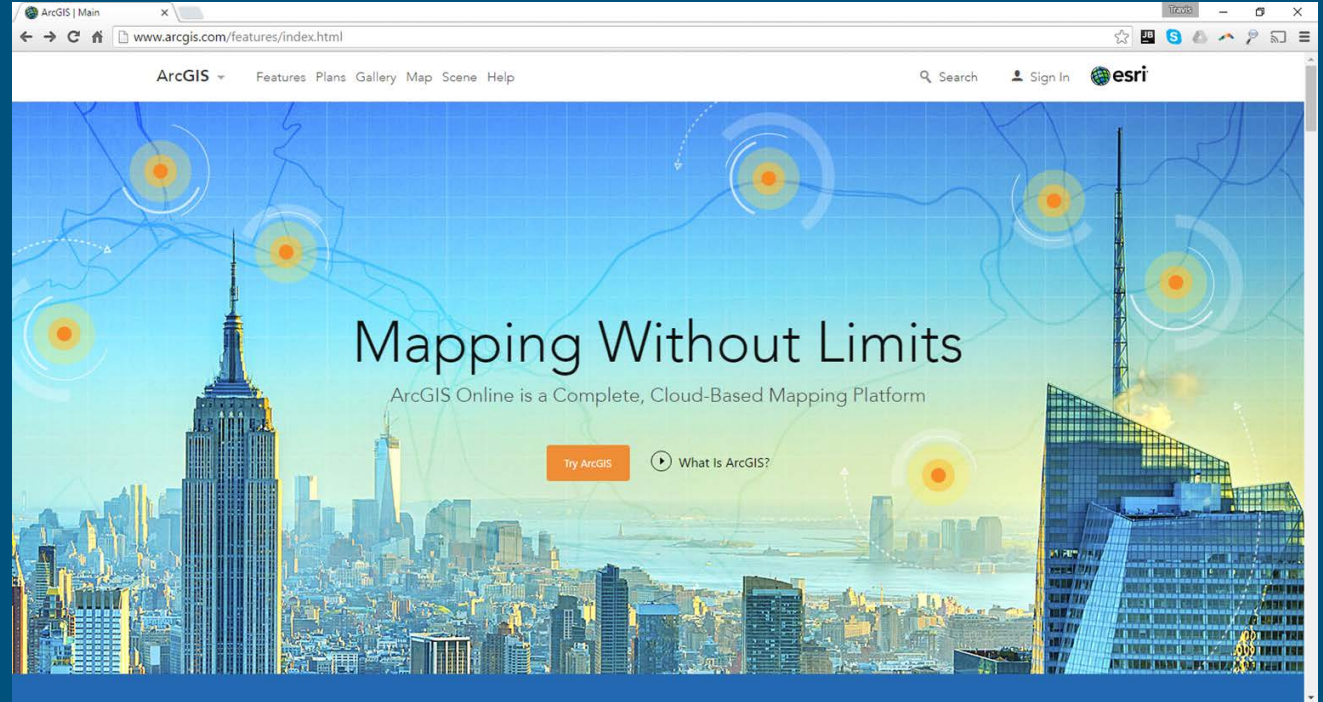 ArcGIS | Main
Travis
www.arcgis.com/features/index.html
JB
S
ArcGIS
Features Plans Gallery Map Scene Help
Search
Sign In
esri
Mapping Without Limits
ArcGIS Online is a Complete, Cloud-Based Mapping Platform
Try ArcGIS
What Is ArcGIS?